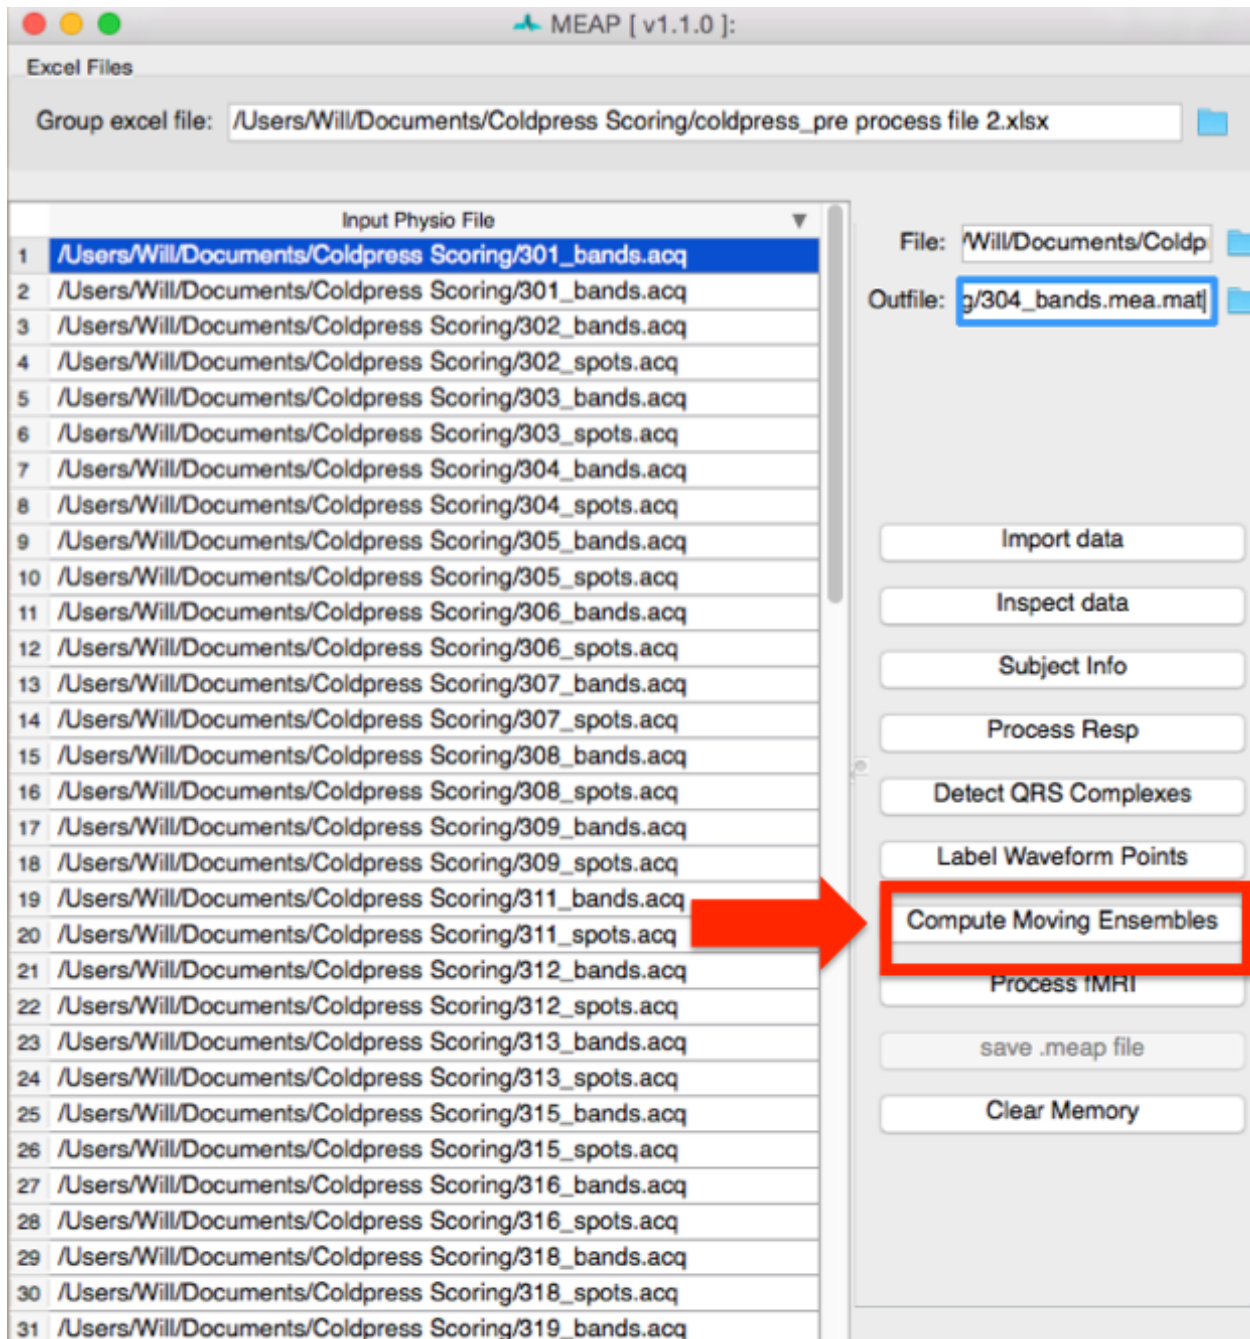 MEAP [ v1.1.0 ]:
Excel Files
Group excel file: /Users/Will/Documents/Coldpress Scoring/coldpress_pre process file 2.xlsx
Input Physio File
1 /Users/Will/Documents/Coldpress Scoring/301_bands.acq
2 /Users/Will/Documents/Coldpress Scoring/301_bands.acq
3 /Users/Will/Documents/Coldpress Scoring/302_bands.acq
4 /Users/Will/Documents/Coldpress Scoring/302_spots.acq
5 /Users/Will/Documents/Coldpress Scoring/303_bands.acq
6 /Users/Will/Documents/Coldpress Scoring/303_spots.acq
7 /Users/Will/Documents/Coldpress Scoring/304_bands.acq
8 /Users/Will/Documents/Coldpress Scoring/304_spots.acq
9 /Users/Will/Documents/Coldpress Scoring/305_bands.acq
10 /Users/Will/Documents/Coldpress Scoring/305_spots.acq
11 /Users/Will/Documents/Coldpress Scoring/306_bands.acq
12 /Users/Will/Documents/Coldpress Scoring/306_spots.acq
13 /Users/Will/Documents/Coldpress Scoring/307_bands.acq
14 /Users/Will/Documents/Coldpress Scoring/307_spots.acq
15 /Users/Will/Documents/Coldpress Scoring/308_bands.acq
16 /Users/Will/Documents/Coldpress Scoring/308_spots.acq
17 /Users/Will/Documents/Coldpress Scoring/309_bands.acq
18 /Users/Will/Documents/Coldpress Scoring/309_spots.acq
19 /Users/Will/Documents/Coldpress Scoring/311_bands.acq
20 /Users/Will/Documents/Coldpress Scoring/311_spots.acq
21 /Users/Will/Documents/Coldpress Scoring/312_bands.acq
22 /Users/Will/Documents/Coldpress Scoring/312_spots.acq
23 /Users/Will/Documents/Coldpress Scoring/313_bands.acq
24 /Users/Will/Documents/Coldpress Scoring/313_spots.acq
25 /Users/Will/Documents/Coldpress Scoring/315_bands.acq
26 /Users/Will/Documents/Coldpress Scoring/315_spots.acq
27 /Users/Will/Documents/Coldpress Scoring/316_bands.acq
28 /Users/Will/Documents/Coldpress Scoring/316_spots.acq
29 /Users/Will/Documents/Coldpress Scoring/318_bands.acq
30 /Users/Will/Documents/Coldpress Scoring/318_spots.acq
31 /Users/Will/Documents/Coldpress Scoring/319_bands.acq
File: /Will/Documents/Coldp
Outfile: g/304_bands.mea.mat
Import data
Inspect data
Subject Info
Process Resp
Detect QRS Complexes
Label Waveform Points
Compute Moving Ensembles
Process fMRI
save .meap file
Clear Memory